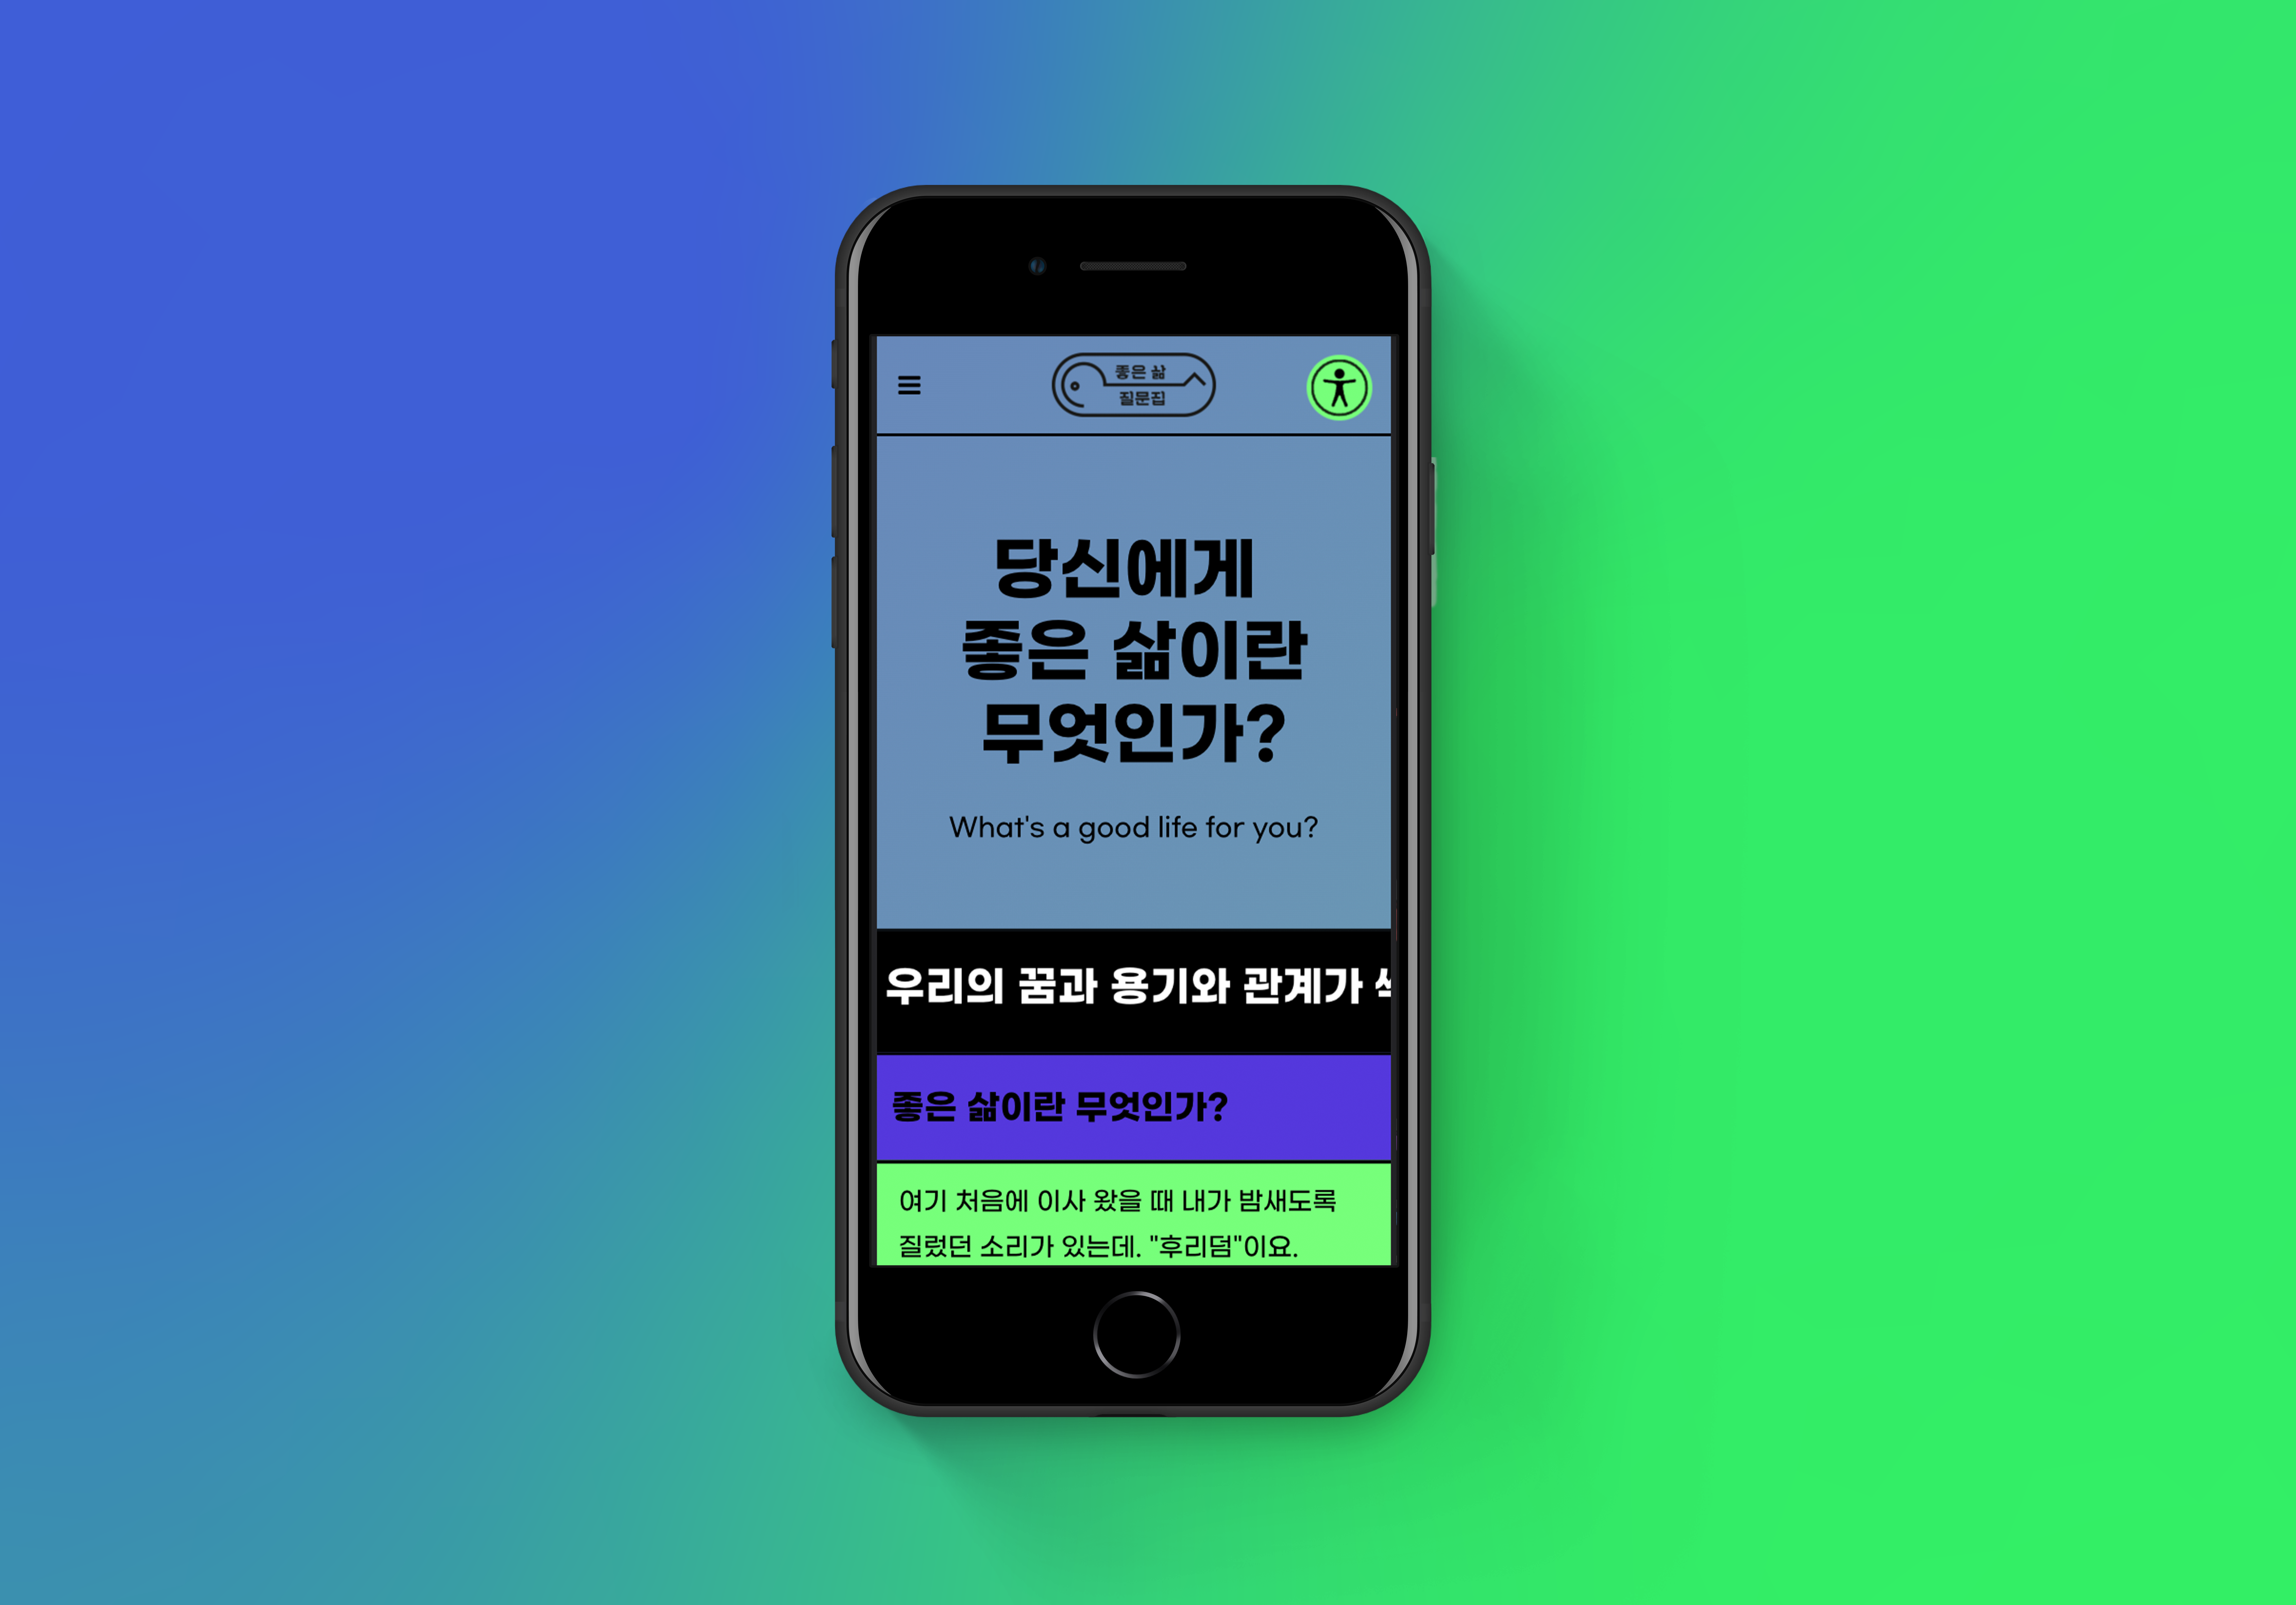 좋은 삶
질문집
당신에게
좋은 삶이란
무엇인가?
What's a good life for you?
우리의 꿈과 용기와 관계가
좋은 삶이란 무엇인가?
여기 처음에 이사 왔을 때 내가 밤새도록
질렀던 소리가 있는데. "후리덤"이요.